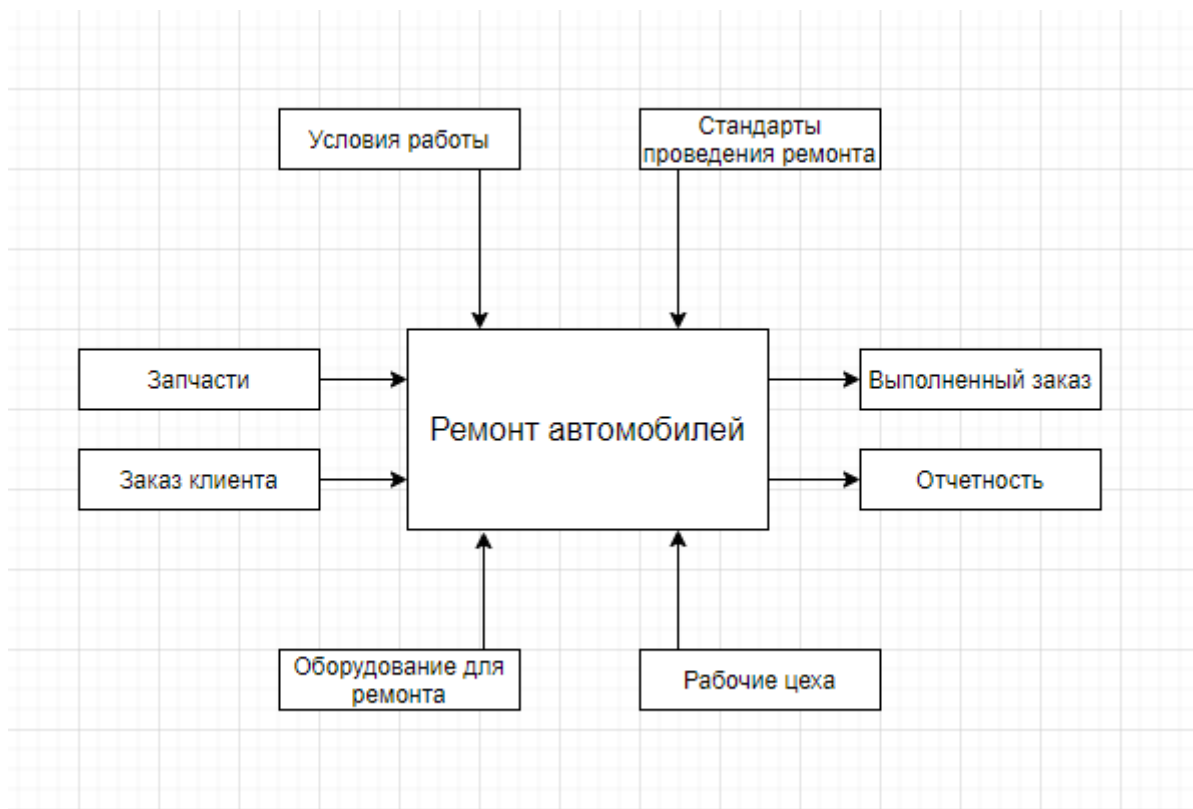 Условия работы
Стандарты
проведения ремонта
Запчасти
Ремонт автомобилей
Выполненный заказ
Заказ клиента
Отчетность
Оборудование для
ремонта
Рабочие цеха